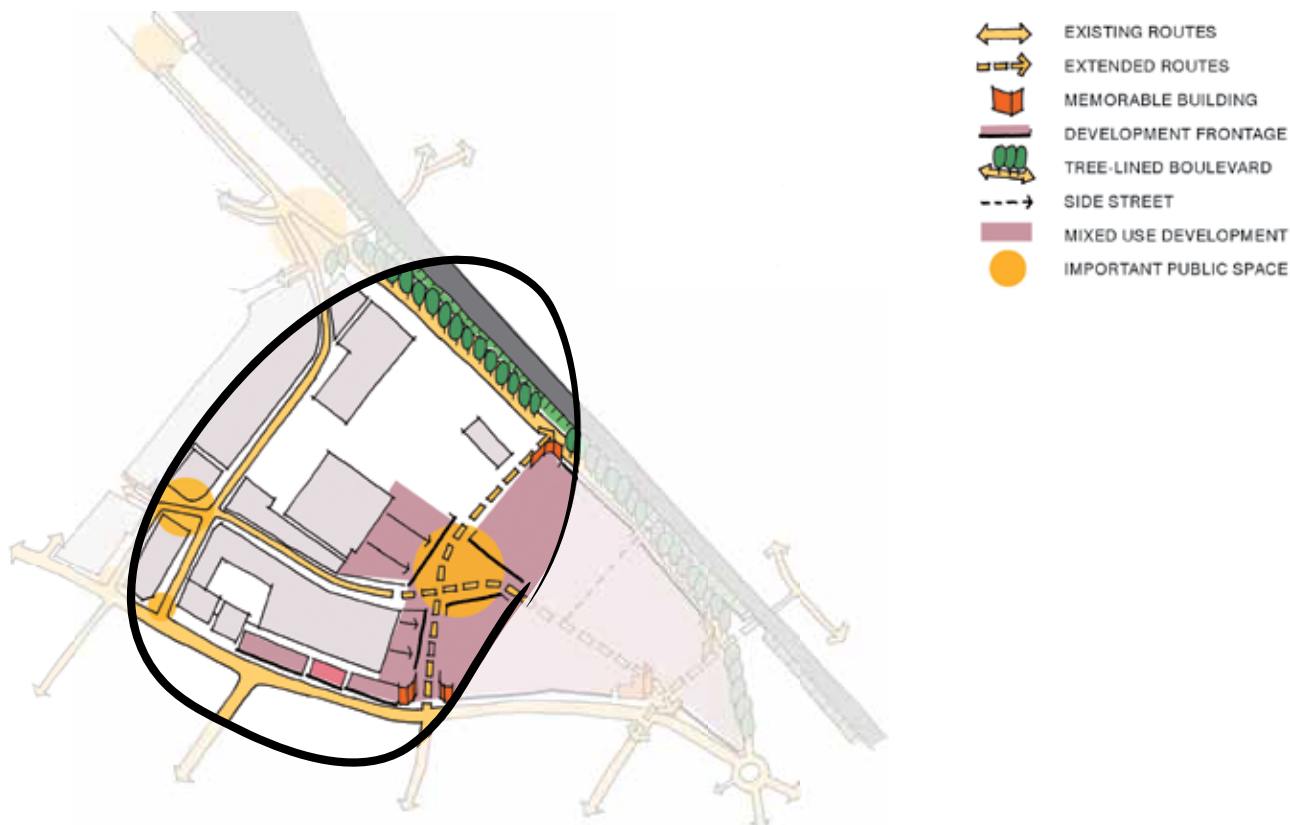 EXISTING ROUTES
EXTENDED ROUTES
MEMORABLE BUILDING
DEVELOPMENT FRONTAGE
TREE-LINED BOULEVARD
SIDE STREET
MIXED USE DEVELOPMENT
IMPORTANT PUBLIC SPACE